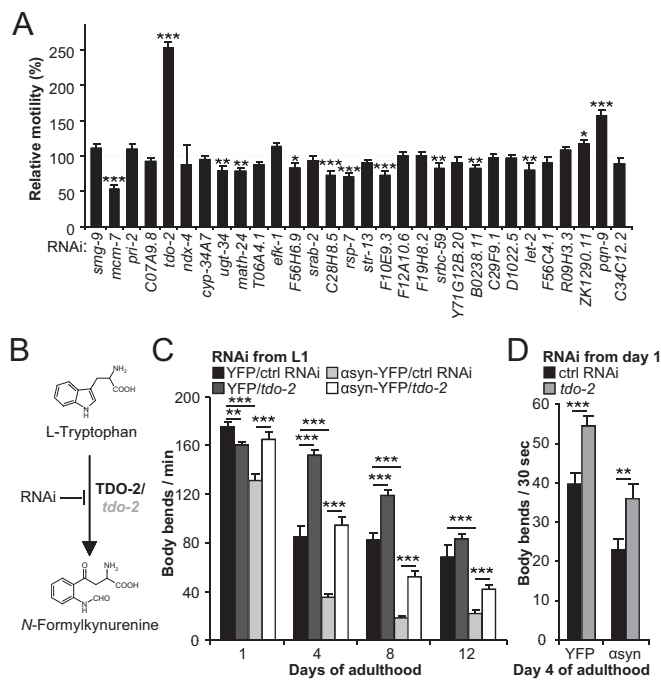 A
Relative motility (%)
250
200
150
100
50
0
***
***
**
**
*
***
***
***
**
**
**
*
***
RNAi:
smg-9
mcm-7
pri-2
C07A9.8
tdo-2
ndx-4
cyp-34A7
ugt-34
math-24
T06A4.1
efk-1
F56H6.9
srab-2
C28H8.5
rsp-7
str-13
F10E9.3
F12A10.6
F19H8.2
srbc-59
Y71G12B.20
B0238.11
C29F9.1
D1022.5
let-2
F56C4.1
R09H3.3
ZK1290.11
pqn-9
C34C12.2
B
NH₂
COOH
N
H
L-Tryptophan
RNAi
TDO-2/
tdo-2
O
NH₂
COOH
N
H
CHO
N-Formylkynurenine
C
RNAi from L1
YFP/ctrl RNAi
αsyn-YFP/ctrl RNAi
YFP/tdo-2
αsyn-YFP/tdo-2
Body bends / min
200
160
120
80
40
0
***
**
***
***
***
***
***
***
***
***
***
1
4
8
12
Days of adulthood
D
RNAi from day 1
ctrl RNAi
tdo-2
Body bends / 30 sec
60
50
40
30
20
10
0
***
**
YFP
αsyn
Day 4 of adulthood